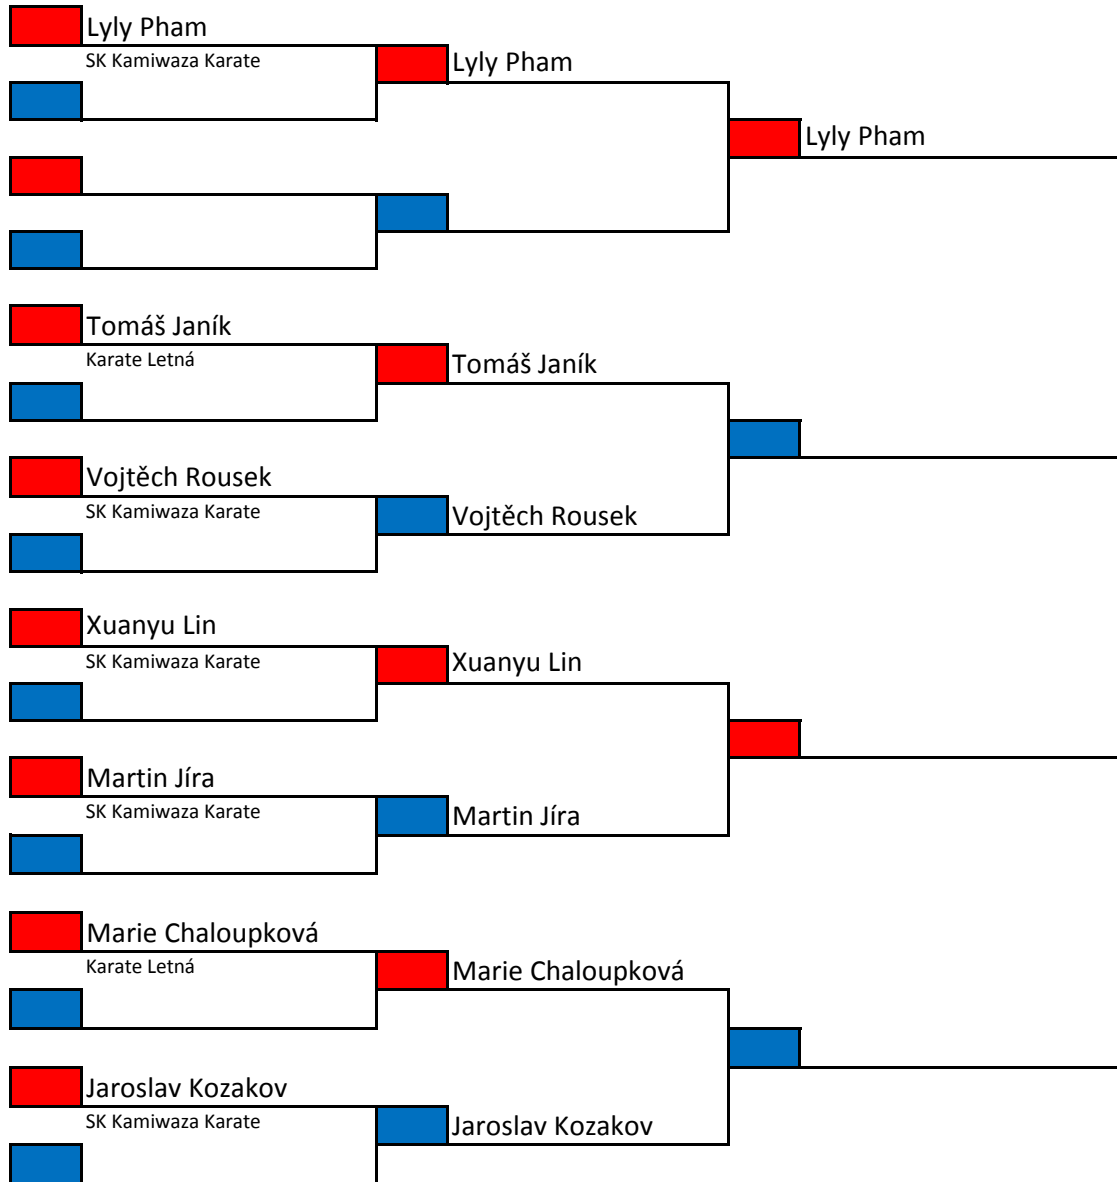 Lyly Pham
SK Kamiwaza Karate
Lyly Pham
Lyly Pham
Tomáš Janík
Karate Letná
Tomáš Janík
Vojtěch Rousek
SK Kamiwaza Karate
Vojtěch Rousek
Xuanyu Lin
SK Kamiwaza Karate
Xuanyu Lin
Martin Jíra
SK Kamiwaza Karate
Martin Jíra
Marie Chaloupková
Karate Letná
Marie Chaloupková
Jaroslav Kozakov
SK Kamiwaza Karate
Jaroslav Kozakov